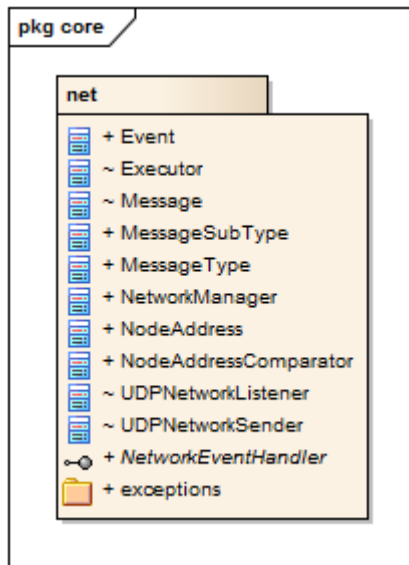 pkg core
net
+ Event
~ Executor
~ Message
+ MessageSubType
+ MessageType
+ NetworkManager
+ NodeAddress
+ NodeAddressComparator
~ UDPNetworkListener
~ UDPNetworkSender
+ NetworkEventHandler
+ exceptions